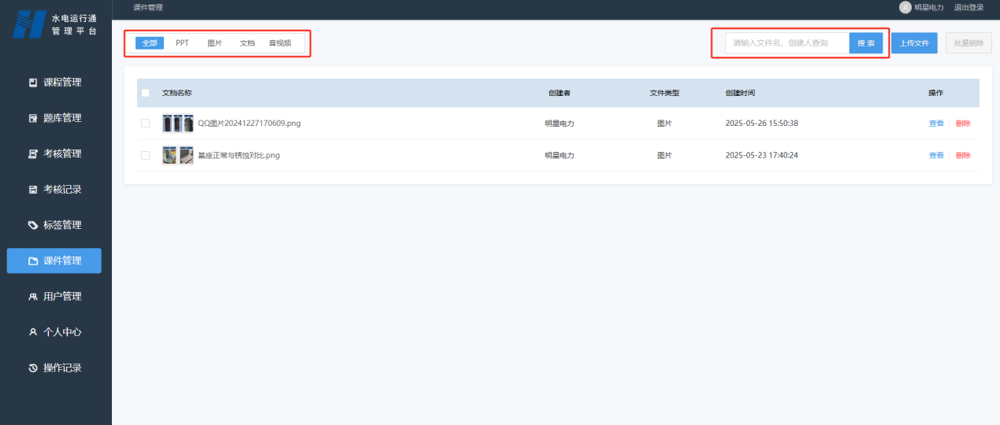 水电运行通
管理平台
课件管理
明星电力 退出登录
全部 PPT 图片 文档 音视频
请输入文件名、创建人查询 搜索 上传文件 批量删除
课程管理
题库管理
考核管理
考核记录
标签管理
课件管理
用户管理
个人中心
操作记录
文档名称 创建者 文件类型 创建时间 操作
QQ图片20241227170609.png 明星电力 图片 2025-05-26 15:50:38 查看 删除
基座正常与锈蚀对比.png 明星电力 图片 2025-05-23 17:40:24 查看 删除